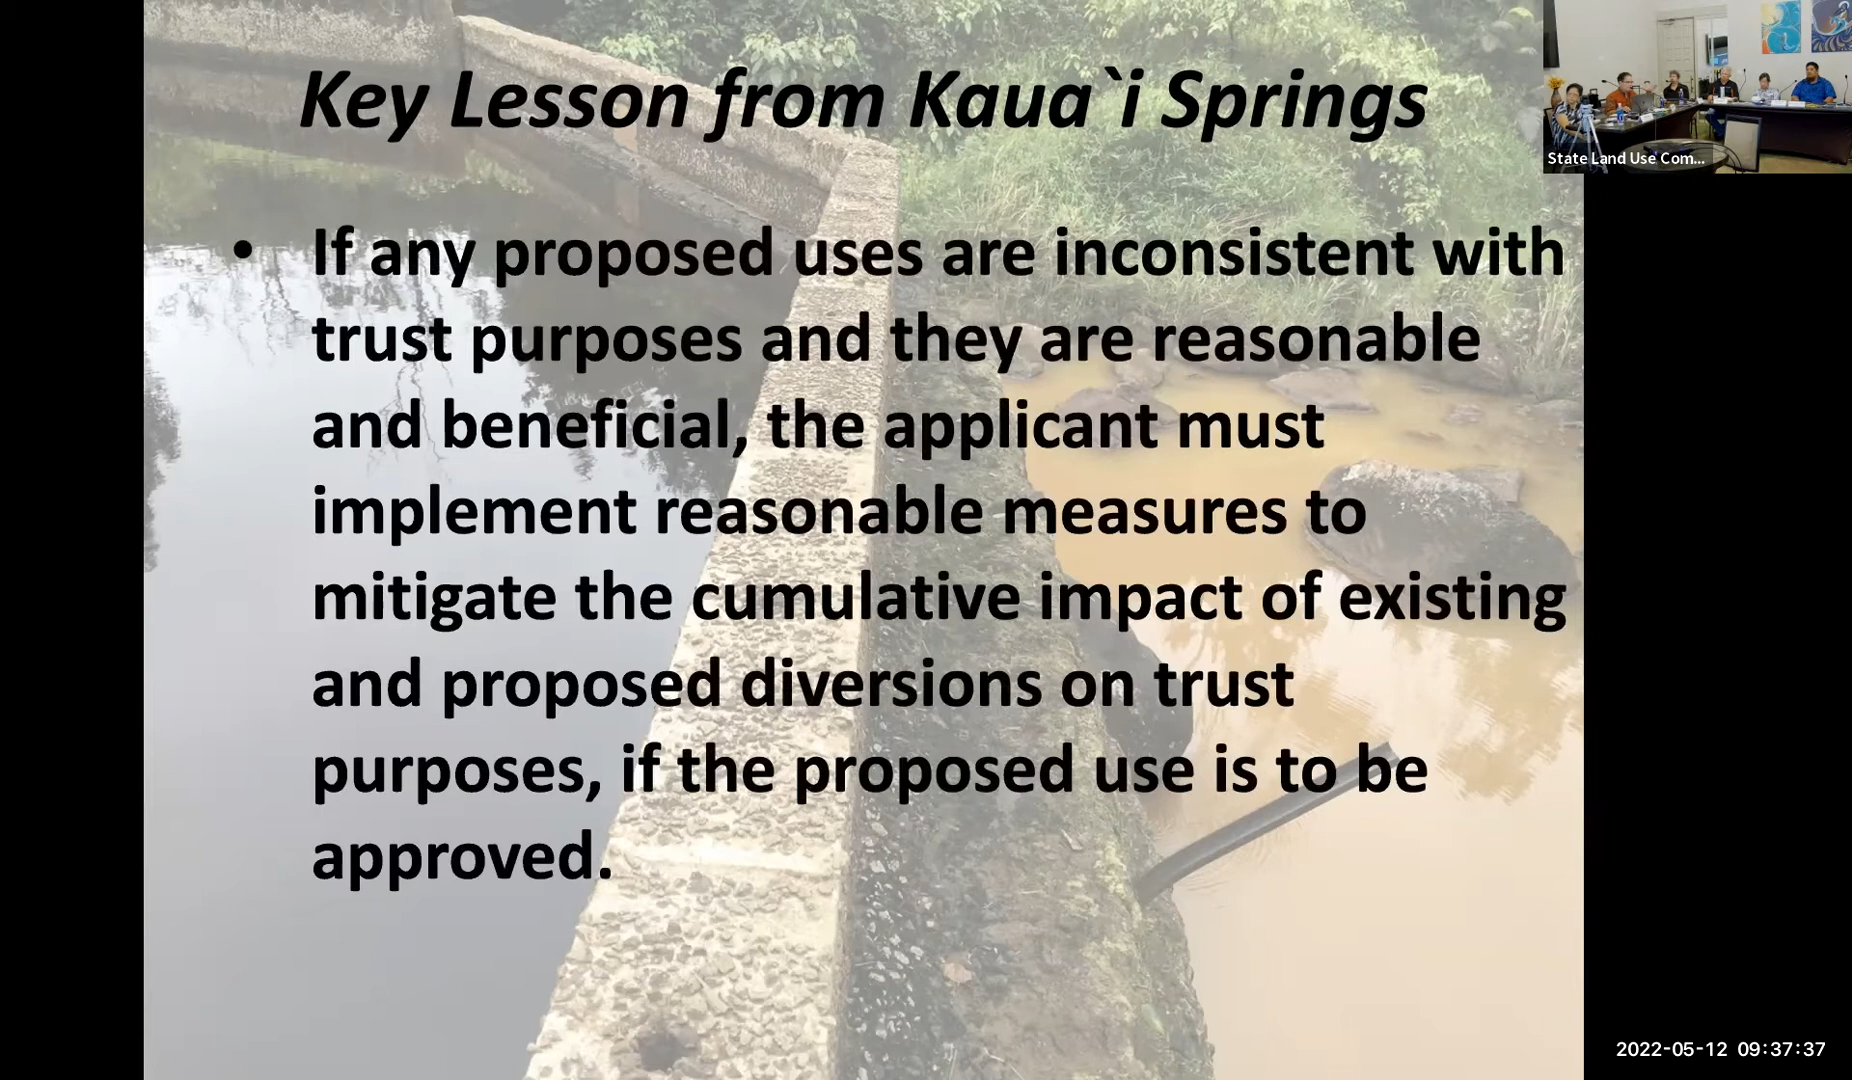 Key Lesson from Kaua`i Springs
State Land Use Com...
• If any proposed uses are inconsistent with
trust purposes and they are reasonable
and beneficial, the applicant must
implement reasonable measures to
mitigate the cumulative impact of existing
and proposed diversions on trust
purposes, if the proposed use is to be
approved.
2022-05-12 09:37:37